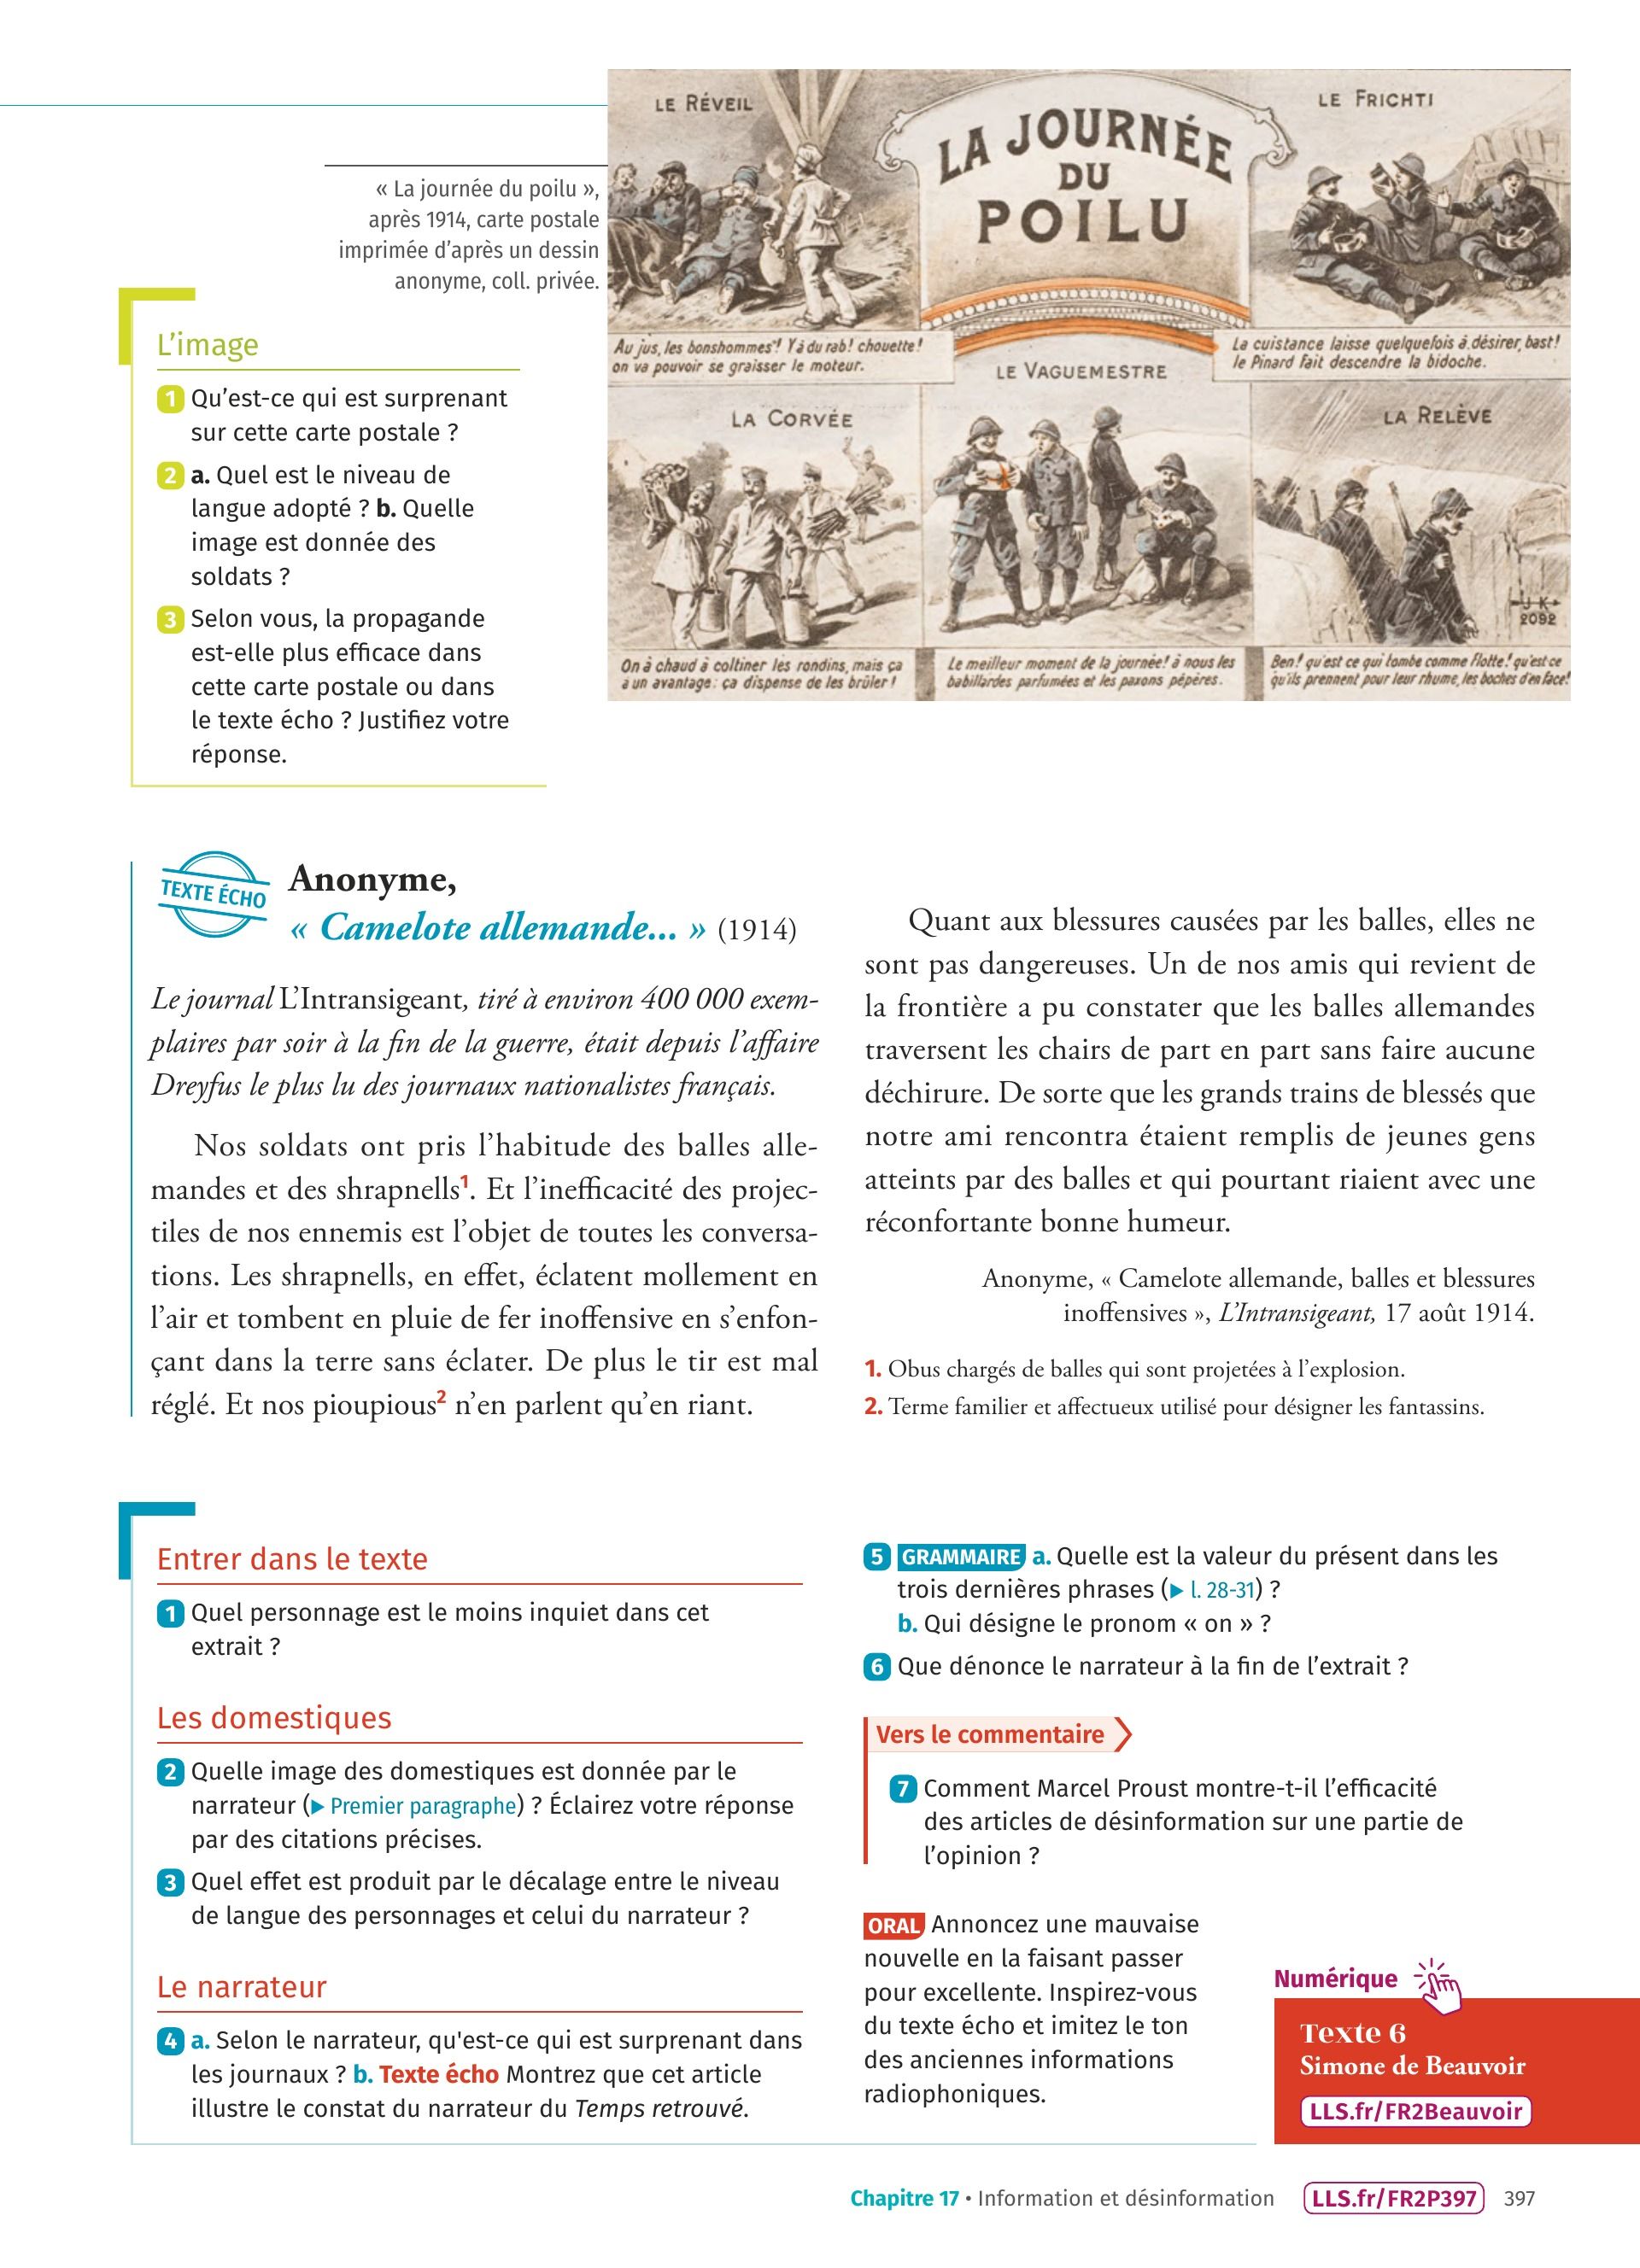 « La journée du poilu »,
après 1914, carte postale
imprimée d’après un dessin
anonyme, coll. privée.
LE RÉVEIL
LA JOURNÉE
DU
POILU
LE FRICHTI
Au jus, les bonshommes ! Y à du rab ! chouette !
on va pouvoir se graisser le moteur.
La cuistance laisse quelquefois à désirer, bast !
le Pinard fait descendre la bidoche.
LA CORVÉE
LE VAGUEMESTRE
LA RELÈVE
J-K
2092
On à chaud à coltiner les rondins, mais ça
à un avantage : ça dispense de les brûler !
Le meilleur moment de la journée ! à nous les
babillardes parfumées et les paxons pépères.
Ben ! qu'est ce qui tombe comme flotte ! qu'est ce
qu'ils prennent pour leur rhume, les boches d'en face !
L’image
1 Qu’est-ce qui est surprenant
sur cette carte postale ?
2 a. Quel est le niveau de
langue adopté ? b. Quelle
image est donnée des
soldats ?
3 Selon vous, la propagande
est-elle plus efficace dans
cette carte postale ou dans
le texte écho ? Justifiez votre
réponse.
TEXTE ÉCHO
Anonyme,
« Camelote allemande... » (1914)
Le journal L’Intransigeant, tiré à environ 400 000 exem-
plaires par soir à la fin de la guerre, était depuis l’affaire
Dreyfus le plus lu des journaux nationalistes français.
Nos soldats ont pris l’habitude des balles alle-
mandes et des shrapnells1. Et l’inefficacité des projec-
tiles de nos ennemis est l’objet de toutes les conversa-
tions. Les shrapnells, en effet, éclatent mollement en
l’air et tombent en pluie de fer inoffensive en s’enfon-
çant dans la terre sans éclater. De plus le tir est mal
réglé. Et nos pioupious2 n’en parlent qu’en riant.
Quant aux blessures causées par les balles, elles ne
sont pas dangereuses. Un de nos amis qui revient de
la frontière a pu constater que les balles allemandes
traversent les chairs de part en part sans faire aucune
déchirure. De sorte que les grands trains de blessés que
notre ami rencontra étaient remplis de jeunes gens
atteints par des balles et qui pourtant riaient avec une
réconfortante bonne humeur.
Anonyme, « Camelote allemande, balles et blessures
inoffensives », L’Intransigeant, 17 août 1914.
1. Obus chargés de balles qui sont projetées à l’explosion.
2. Terme familier et affectueux utilisé pour désigner les fantassins.
Entrer dans le texte
1 Quel personnage est le moins inquiet dans cet
extrait ?
Les domestiques
2 Quelle image des domestiques est donnée par le
narrateur (▶ Premier paragraphe) ? Éclairez votre réponse
par des citations précises.
3 Quel effet est produit par le décalage entre le niveau
de langue des personnages et celui du narrateur ?
Le narrateur
4 a. Selon le narrateur, qu'est-ce qui est surprenant dans
les journaux ? b. Texte écho Montrez que cet article
illustre le constat du narrateur du Temps retrouvé.
5 GRAMMAIRE a. Quelle est la valeur du présent dans les
trois dernières phrases (▶ l. 28-31) ?
b. Qui désigne le pronom « on » ?
6 Que dénonce le narrateur à la fin de l’extrait ?
Vers le commentaire
7 Comment Marcel Proust montre-t-il l’efficacité
des articles de désinformation sur une partie de
l’opinion ?
ORAL Annoncez une mauvaise
nouvelle en la faisant passer
pour excellente. Inspirez-vous
du texte écho et imitez le ton
des anciennes informations
radiophoniques.
Numérique
Texte 6
Simone de Beauvoir
LLS.fr/FR2Beauvoir
Chapitre 17 • Information et désinformation LLS.fr/FR2P397 397